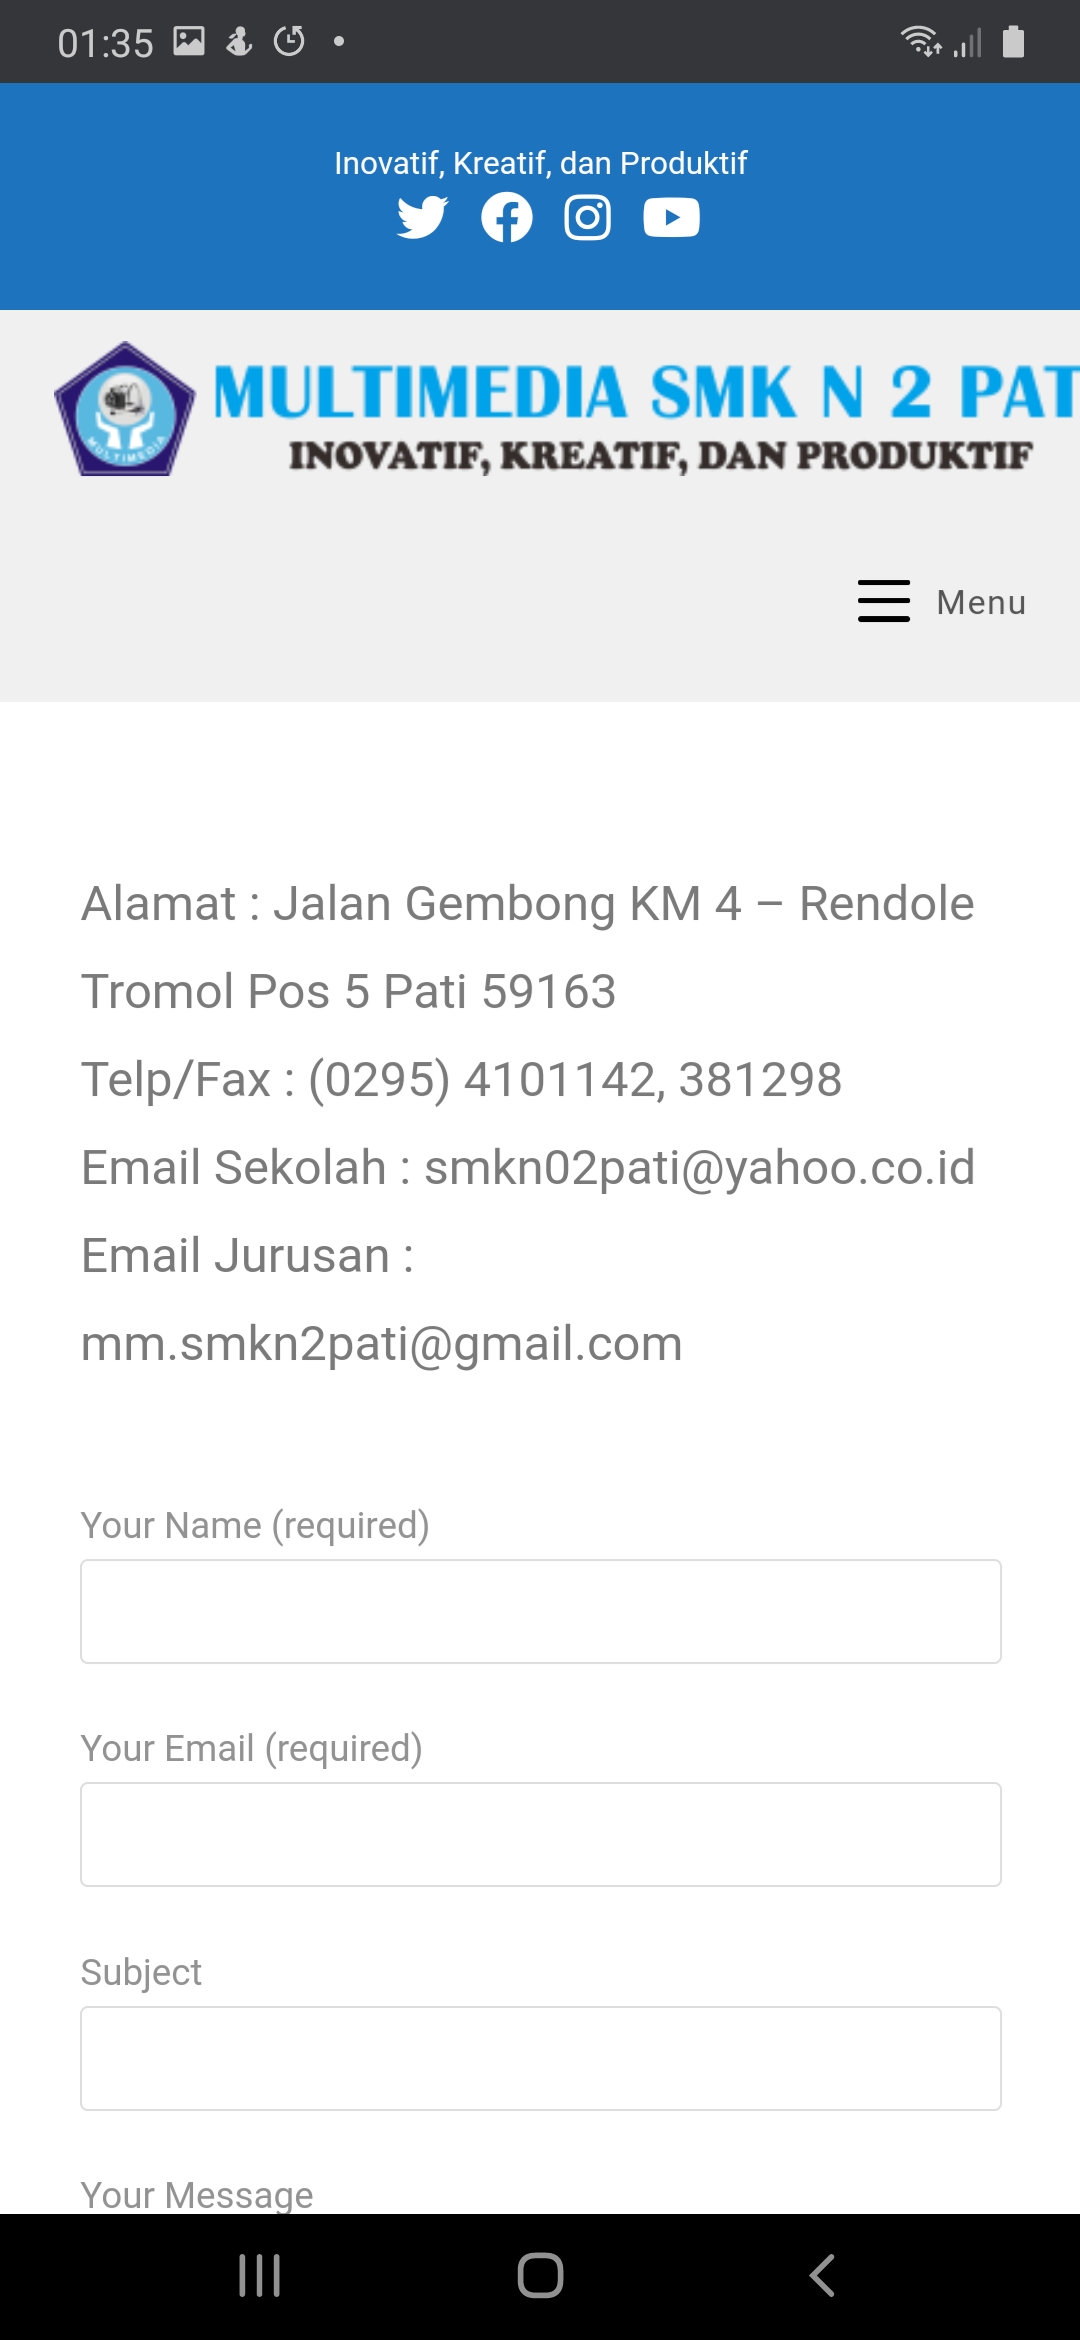 01:35
Inovatif, Kreatif, dan Produktif
MULTIMEDIA SMK N 2 PAT
INOVATIF, KREATIF, DAN PRODUKTIF
MULTIMEDIA
Menu
Alamat : Jalan Gembong KM 4 – Rendole
Tromol Pos 5 Pati 59163
Telp/Fax : (0295) 4101142, 381298
Email Sekolah : smkn02pati@yahoo.co.id
Email Jurusan :
mm.smkn2pati@gmail.com
Your Name (required)
Your Email (required)
Subject
Your Message